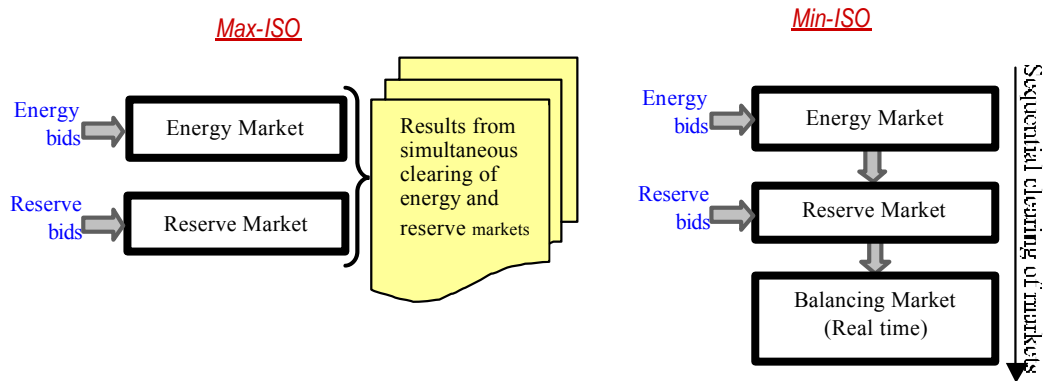 Max-ISO
Energy
bids
Energy Market
Reserve
bids
Reserve Market
Results from
simultaneous
clearing of
energy and
reserve markets
Min-ISO
Energy
bids
Energy Market
Reserve
bids
Reserve Market
Balancing Market
(Real time)
Sequential clearing of markets